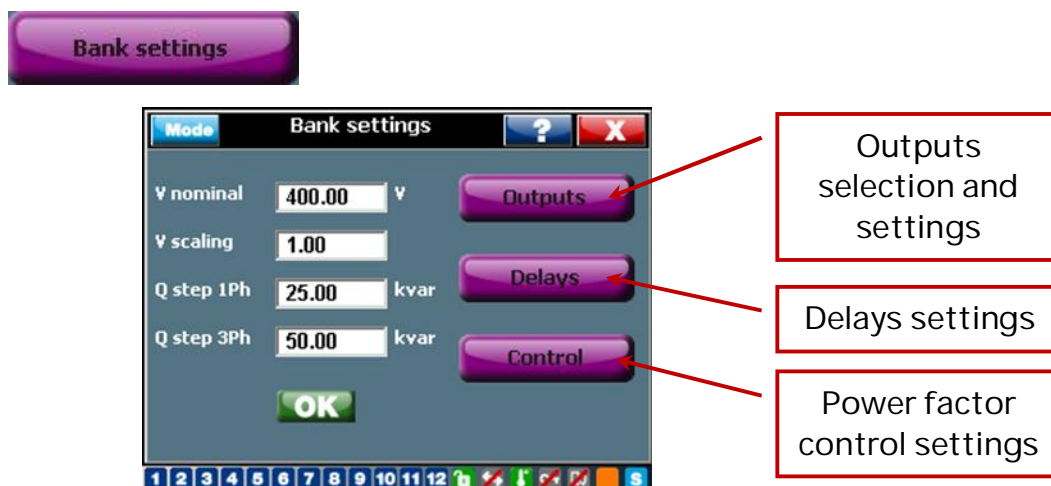 Bank settings
Mode Bank settings ? X
V nominal 400.00 V
V scaling 1.00
Q step 1Ph 25.00 kvar
Q step 3Ph 50.00 kvar
OK
Outputs
Delays
Control
1 2 3 4 5 6 7 8 9 10 11 12 S
Outputs
selection and
settings
Delays settings
Power factor
control settings